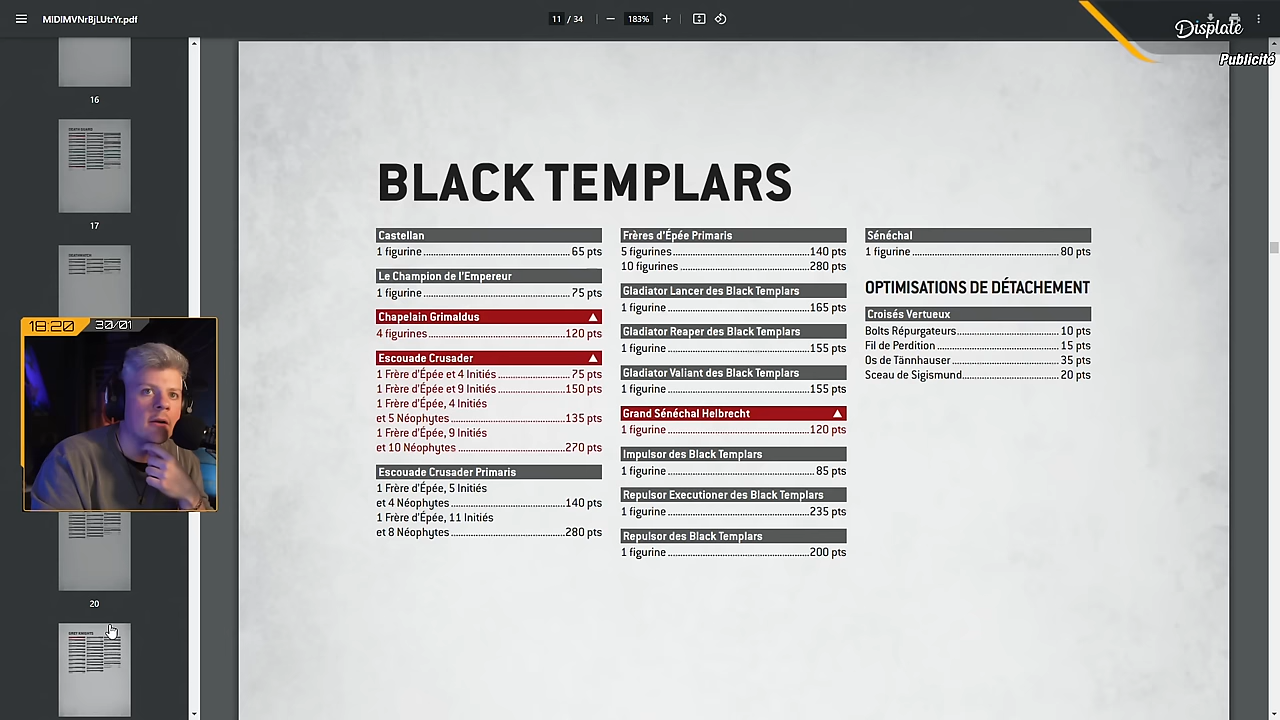 MIDIMVNrBjLUtrYr.pdf
11 / 34
183%
Displate
Publicité
16
17
20
GREY KNIGHTS
DEATH GUARD
DEATHWATCH
18:20
30/01
BLACK TEMPLARS
Castellan
1 figurine 65 pts
Le Champion de l'Empereur
1 figurine 75 pts
Chapelain Grimaldus ▲
4 figurines 120 pts
Escouade Crusader ▲
1 Frère d'Épée et 4 Initiés 75 pts
1 Frère d'Épée et 9 Initiés 150 pts
1 Frère d'Épée, 4 Initiés
et 5 Néophytes 135 pts
1 Frère d'Épée, 9 Initiés
et 10 Néophytes 270 pts
Escouade Crusader Primaris
1 Frère d'Épée, 5 Initiés
et 4 Néophytes 140 pts
1 Frère d'Épée, 11 Initiés
et 8 Néophytes 280 pts
Frères d'Épée Primaris
5 figurines 140 pts
10 figurines 280 pts
Gladiator Lancer des Black Templars
1 figurine 165 pts
Gladiator Reaper des Black Templars
1 figurine 155 pts
Gladiator Valiant des Black Templars
1 figurine 155 pts
Grand Sénéchal Helbrecht ▲
1 figurine 120 pts
Impulsor des Black Templars
1 figurine 85 pts
Repulsor Executioner des Black Templars
1 figurine 235 pts
Repulsor des Black Templars
1 figurine 200 pts
Sénéchal
1 figurine 80 pts
OPTIMISATIONS DE DÉTACHEMENT
Croisés Vertueux
Bolts Répurgateurs 10 pts
Fil de Perdition 15 pts
Os de Tännhauser 35 pts
Sceau de Sigismund 20 pts